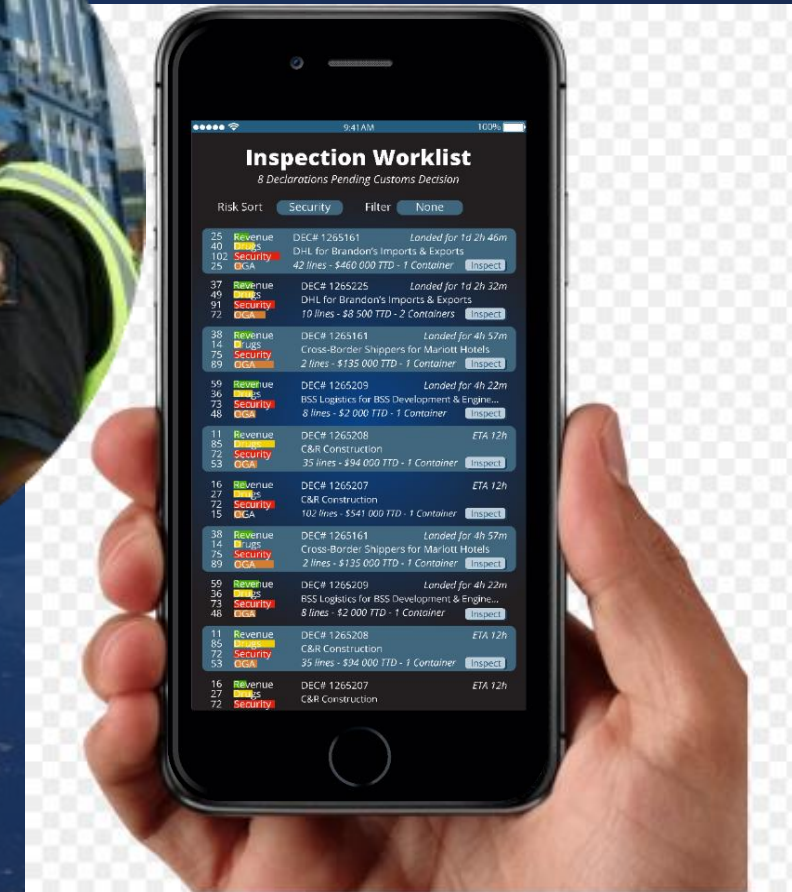 9:41AM 100%
Inspection Worklist
8 Declarations Pending Customs Decision
Risk Sort Security Filter None
25 Revenue DEC# 1265161 Landed for 1d 2h 46m
40 Drugs DHL for Brandon's Imports & Exports
102 Security
25 OGA 42 lines - $460 000 TTD - 1 Container Inspect
37 Revenue DEC# 1265225 Landed for 1d 2h 32m
49 Drugs DHL for Brandon's Imports & Exports
91 Security
72 OGA 10 lines - $8 500 TTD - 2 Containers Inspect
38 Revenue DEC# 1265161 Landed for 4h 57m
14 Drugs Cross-Border Shippers for Mariott Hotels
75 Security
89 OGA 2 lines - $135 000 TTD - 1 Container Inspect
59 Revenue DEC# 1265209 Landed for 4h 22m
36 Drugs BSS Logistics for BSS Development & Engine...
73 Security
48 OGA 8 lines - $2 000 TTD - 1 Container Inspect
11 Revenue DEC# 1265208 ETA 12h
85 Drugs C&R Construction
72 Security
53 OGA 35 lines - $94 000 TTD - 1 Container Inspect
16 Revenue DEC# 1265207 ETA 12h
27 Drugs C&R Construction
72 Security
15 OGA 102 lines - $541 000 TTD - 1 Container Inspect
38 Revenue DEC# 1265161 Landed for 4h 57m
14 Drugs Cross-Border Shippers for Mariott Hotels
75 Security
89 OGA 2 lines - $135 000 TTD - 1 Container Inspect
59 Revenue DEC# 1265209 Landed for 4h 22m
36 Drugs BSS Logistics for BSS Development & Engine...
73 Security
48 OGA 8 lines - $2 000 TTD - 1 Container Inspect
11 Revenue DEC# 1265208 ETA 12h
85 Drugs C&R Construction
72 Security
53 OGA 35 lines - $94 000 TTD - 1 Container Inspect
16 Revenue DEC# 1265207 ETA 12h
27 Drugs C&R Construction
72 Security